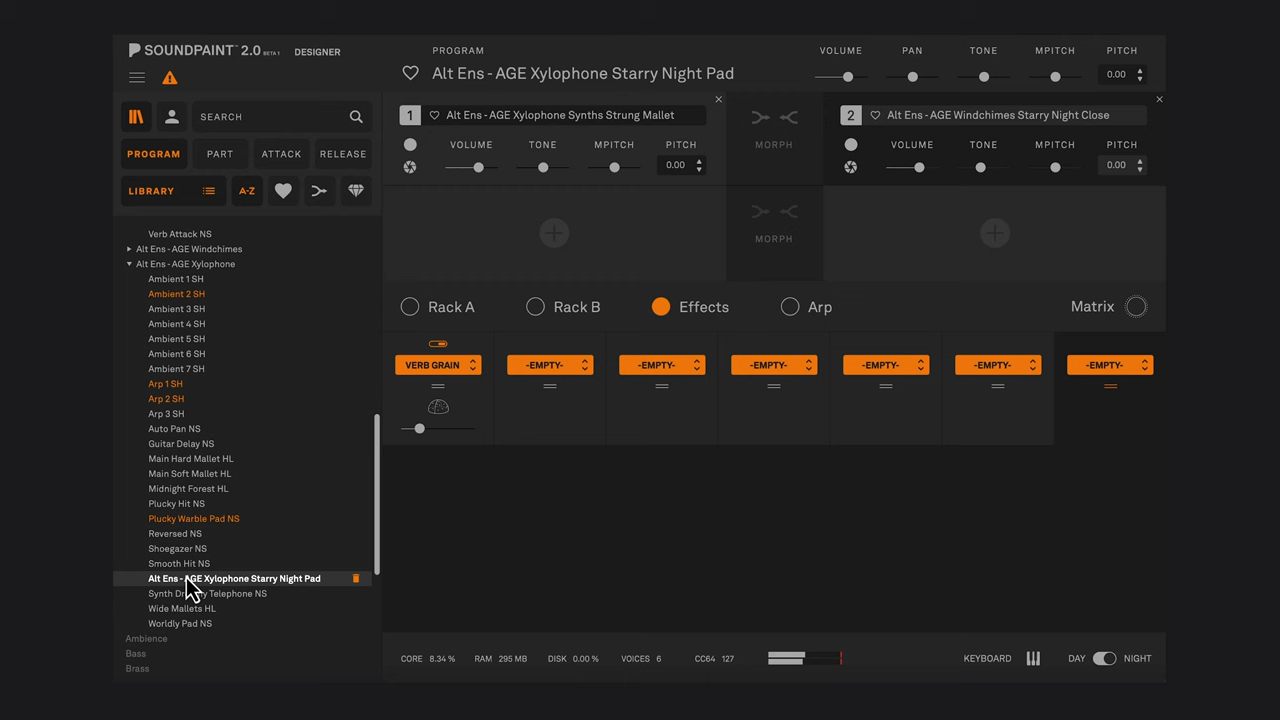 SOUNDPAINT™ 2.0 BETA 1 DESIGNER
PROGRAM
Alt Ens - AGE Xylophone Starry Night Pad
VOLUME PAN TONE MPITCH PITCH
0.00
SEARCH
PROGRAM PART ATTACK RELEASE
LIBRARY A-Z
Verb Attack NS
Alt Ens - AGE Windchimes
Alt Ens - AGE Xylophone
Ambient 1 SH
Ambient 2 SH
Ambient 3 SH
Ambient 4 SH
Ambient 5 SH
Ambient 6 SH
Ambient 7 SH
Arp 1 SH
Arp 2 SH
Arp 3 SH
Auto Pan NS
Guitar Delay NS
Main Hard Mallet HL
Main Soft Mallet HL
Midnight Forest HL
Plucky Hit NS
Plucky Warble Pad NS
Reversed NS
Shoegazer NS
Smooth Hit NS
Alt Ens - AGE Xylophone Starry Night Pad
Synth Telephone NS
Wide Mallets HL
Worldly Pad NS
Ambience
Bass
Brass
1 Alt Ens - AGE Xylophone Synths Strung Mallet
VOLUME TONE MPITCH PITCH
0.00
MORPH
2 Alt Ens - AGE Windchimes Starry Night Close
VOLUME TONE MPITCH PITCH
0.00
MORPH
Rack A Rack B Effects Arp Matrix
VERB GRAIN -EMPTY- -EMPTY- -EMPTY- -EMPTY- -EMPTY- -EMPTY-
CORE 8.34 % RAM 295 MB DISK 0.00 % VOICES 6 CC64 127 KEYBOARD DAY NIGHT